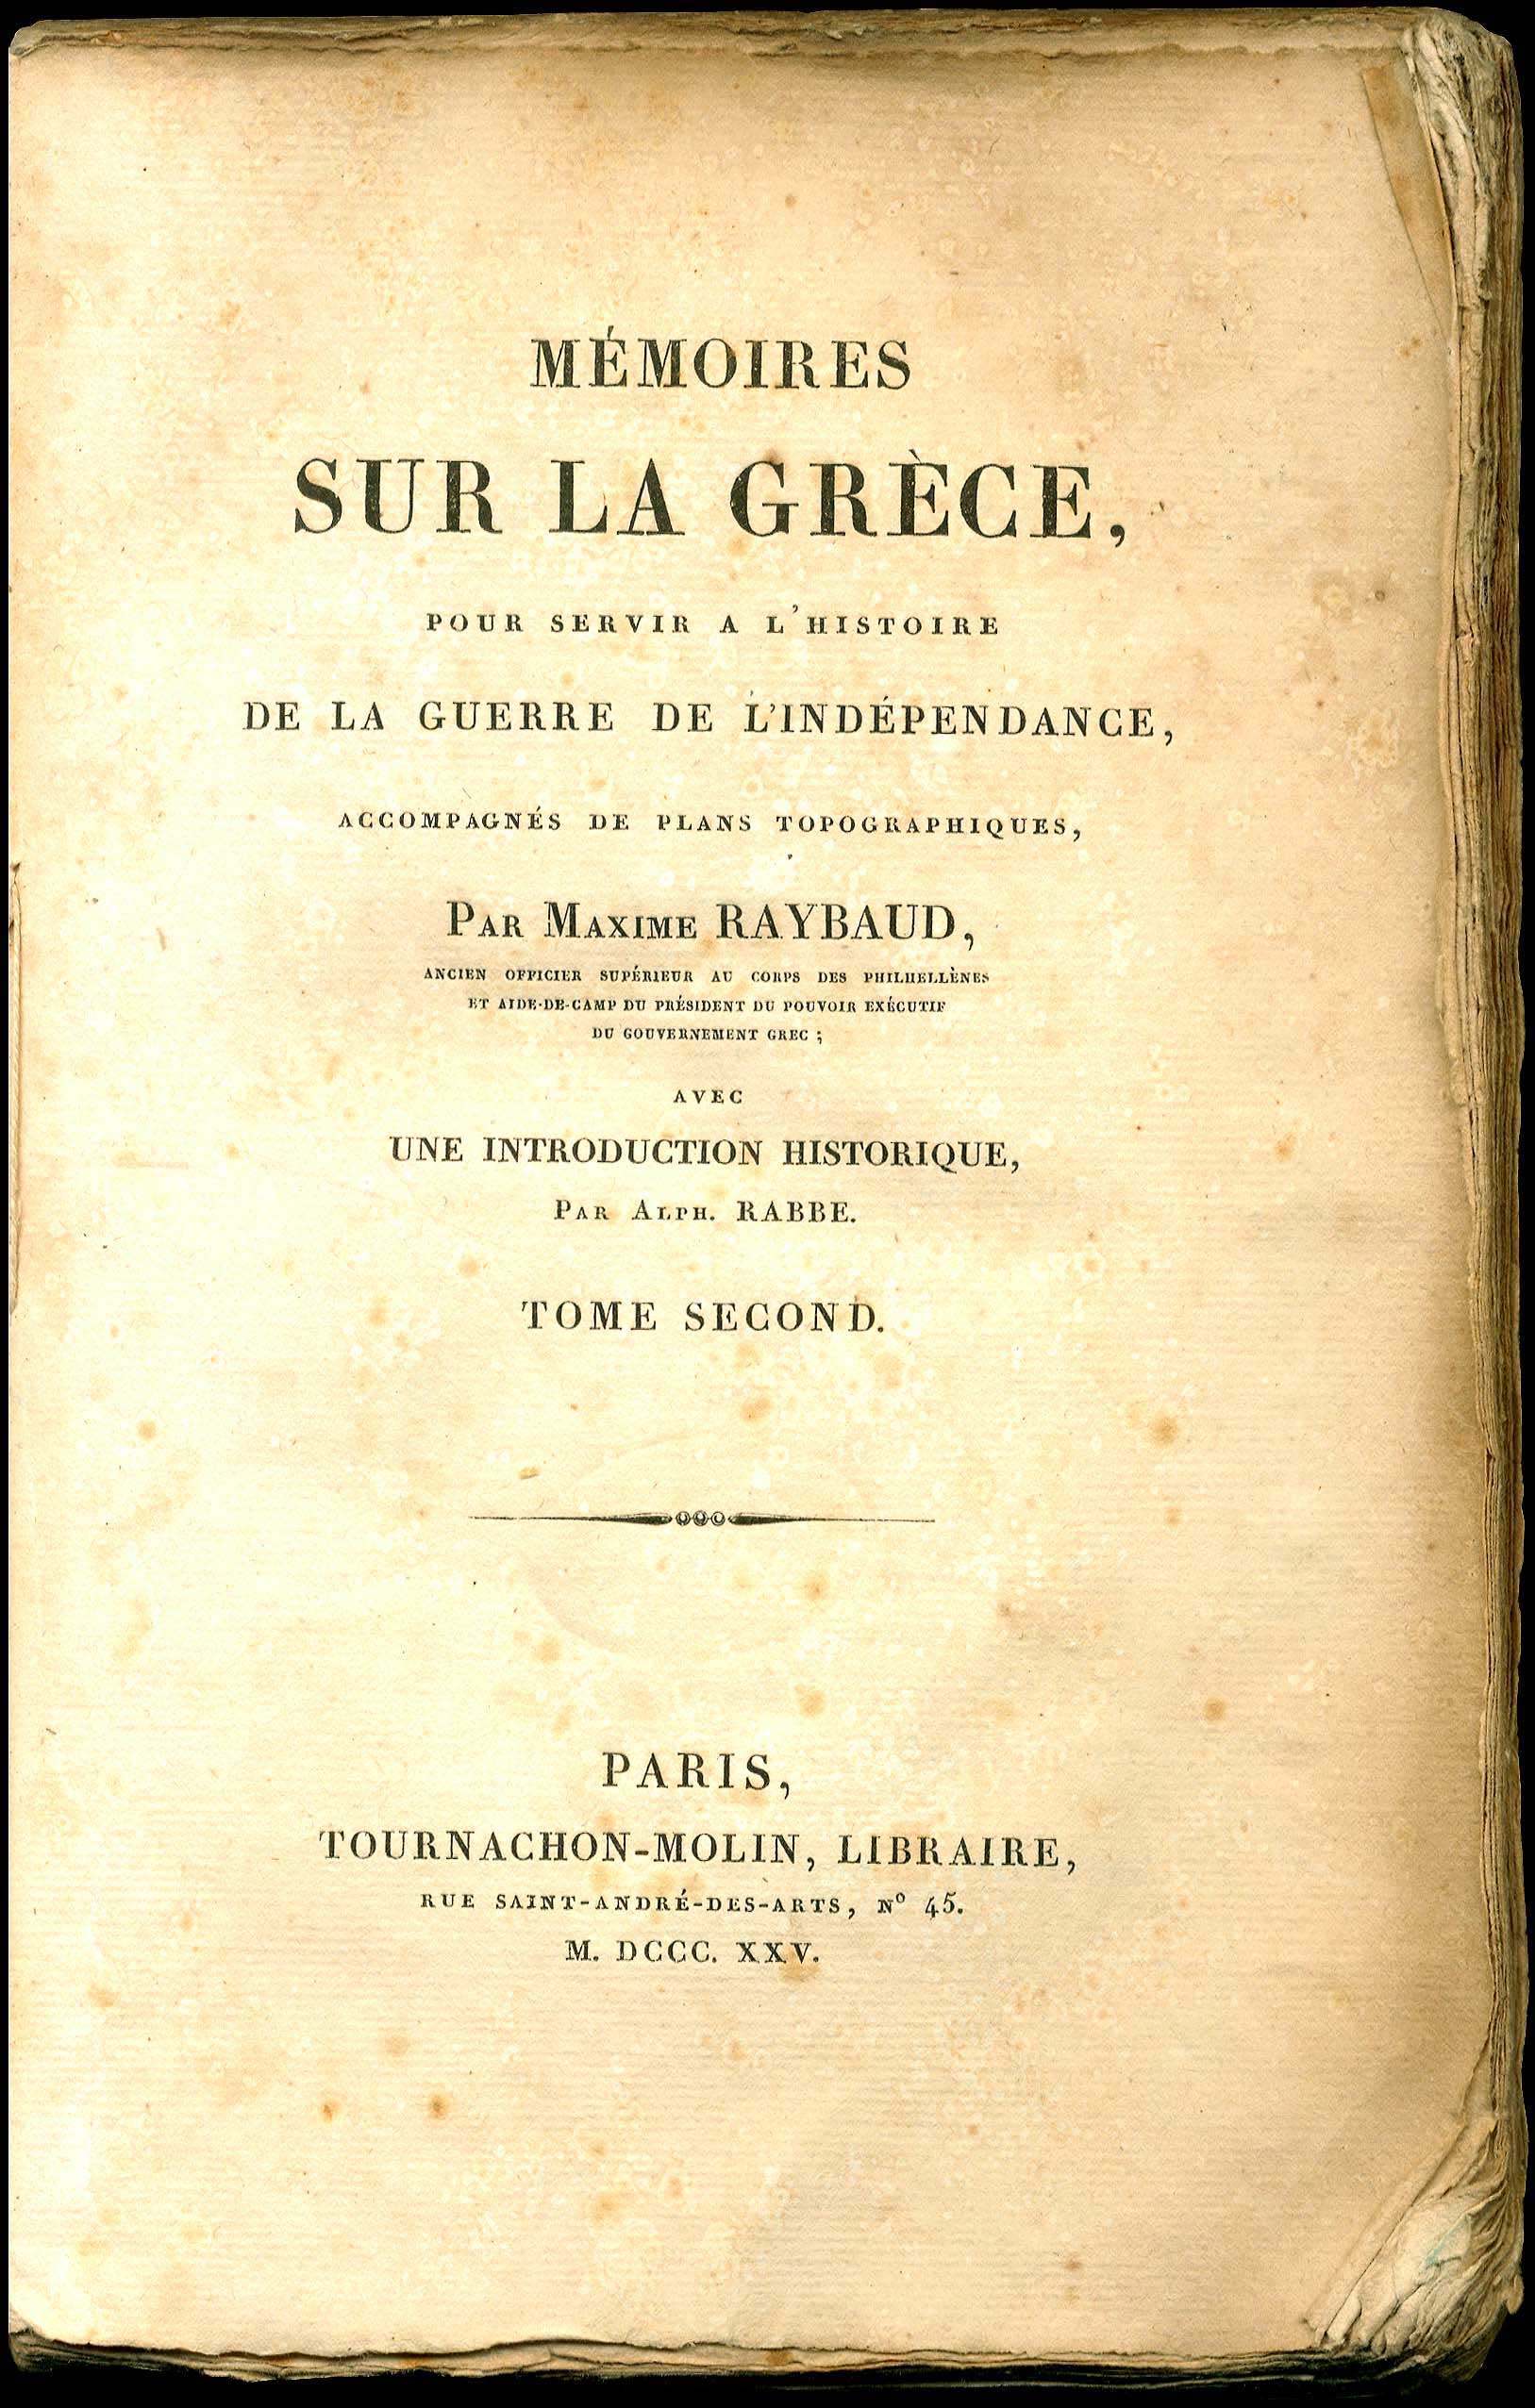 MÉMOIRES
SUR LA GRÈCE,
POUR SERVIR A L'HISTOIRE
DE LA GUERRE DE L'INDÉPENDANCE,
ACCOMPAGNÉS DE PLANS TOPOGRAPHIQUES,
PAR MAXIME RAYBAUD,
ANCIEN OFFICIER SUPÉRIEUR AU CORPS DES PHILHELLÈNES
ET AIDE-DE-CAMP DU PRÉSIDENT DU POUVOIR EXÉCUTIF
DU GOUVERNEMENT GREC ;
AVEC
UNE INTRODUCTION HISTORIQUE,
PAR ALPH. RABBE.
TOME SECOND.
PARIS,
TOURNACHON-MOLIN, LIBRAIRE,
RUE SAINT-ANDRÉ-DES-ARTS, Nº 45.
M. DCCC. XXV.